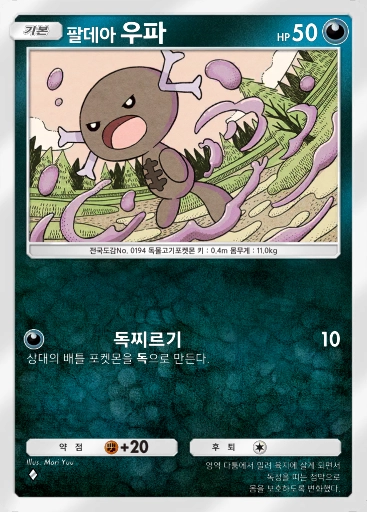 기본 팔데아 우파 HP 50
전국도감No. 0194 독물고기포켓몬 키 : 0.4m 몸무게 : 11.0kg
독찌르기 10
상대의 배틀 포켓몬을 독으로 만든다.
약점 +20 후퇴
Illus. Mori Yuu
영역 다툼에서 밀려 육지에 살게 되면서
독성을 띠는 점막으로
몸을 보호하도록 변화했다.